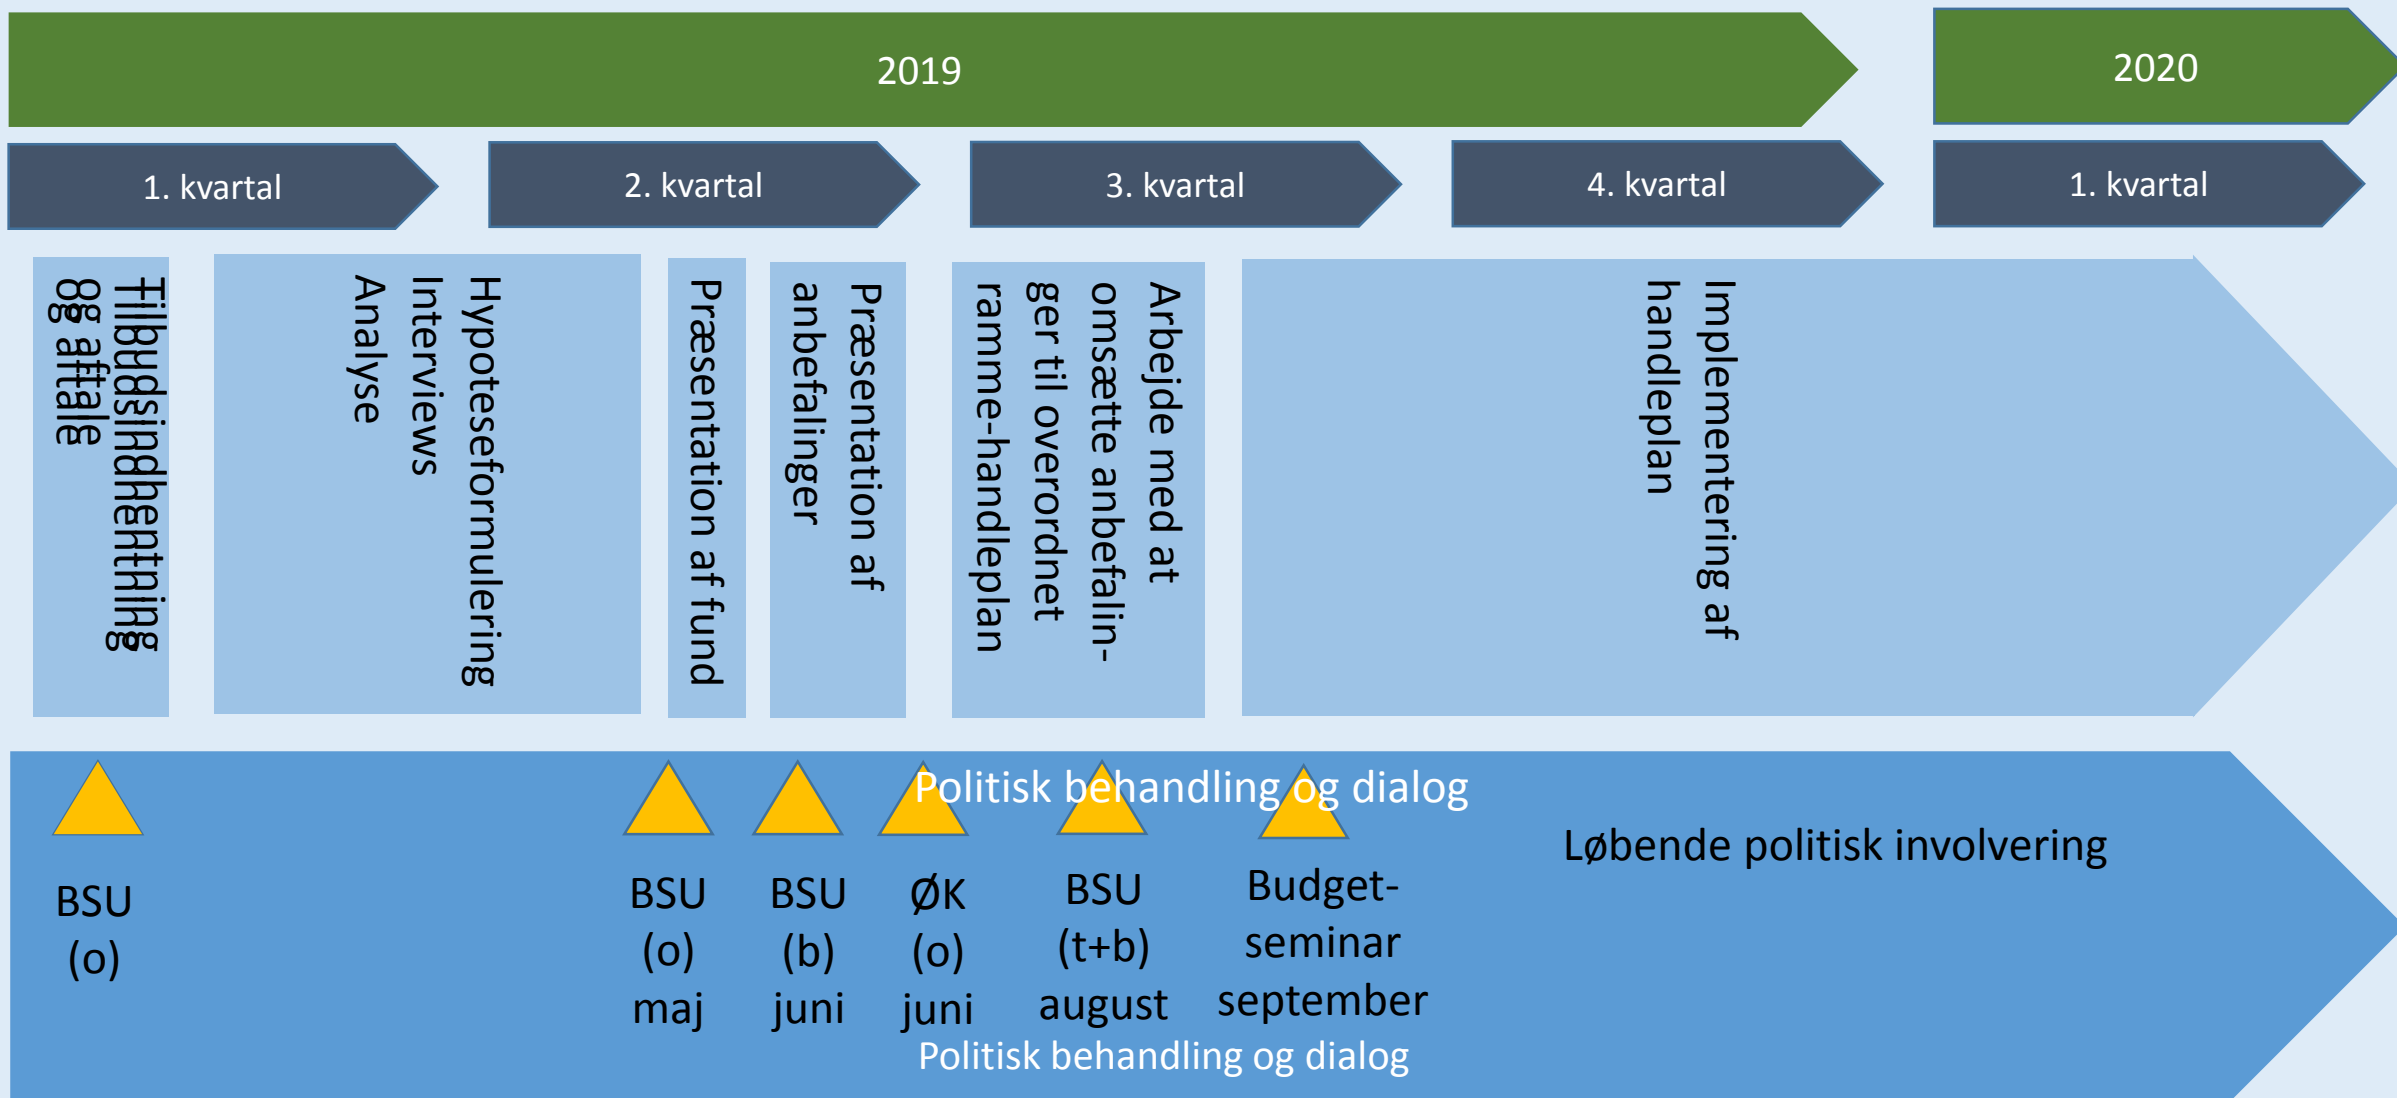 2019
2020
1. kvartal
2. kvartal
3. kvartal
4. kvartal
1. kvartal
Tilbudsindhentning
og aftale
Tilbudsindhentning
og aftale
Hypoteseformulering
Interviews
Analyse
Præsentation af fund
Præsentation af
anbefalinger
Arbejde med at
omsætte anbefalin-
ger til overordnet
ramme-handleplan
Implementering af
handleplan
Politisk behandling og dialog
Løbende politisk involvering
BSU
(o)
BSU
(o)
maj
BSU
(b)
juni
ØK
(o)
juni
BSU
(t+b)
august
Budget-
seminar
september
Politisk behandling og dialog